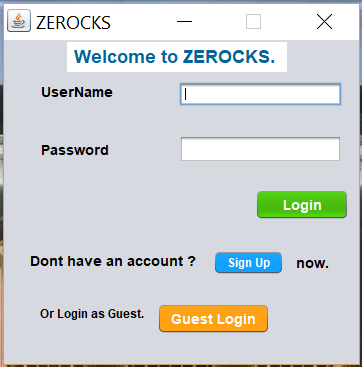 ZEROCKS
Welcome to ZEROCKS.
UserName
Password
Login
Dont have an account ? Sign Up now.
Or Login as Guest. Guest Login